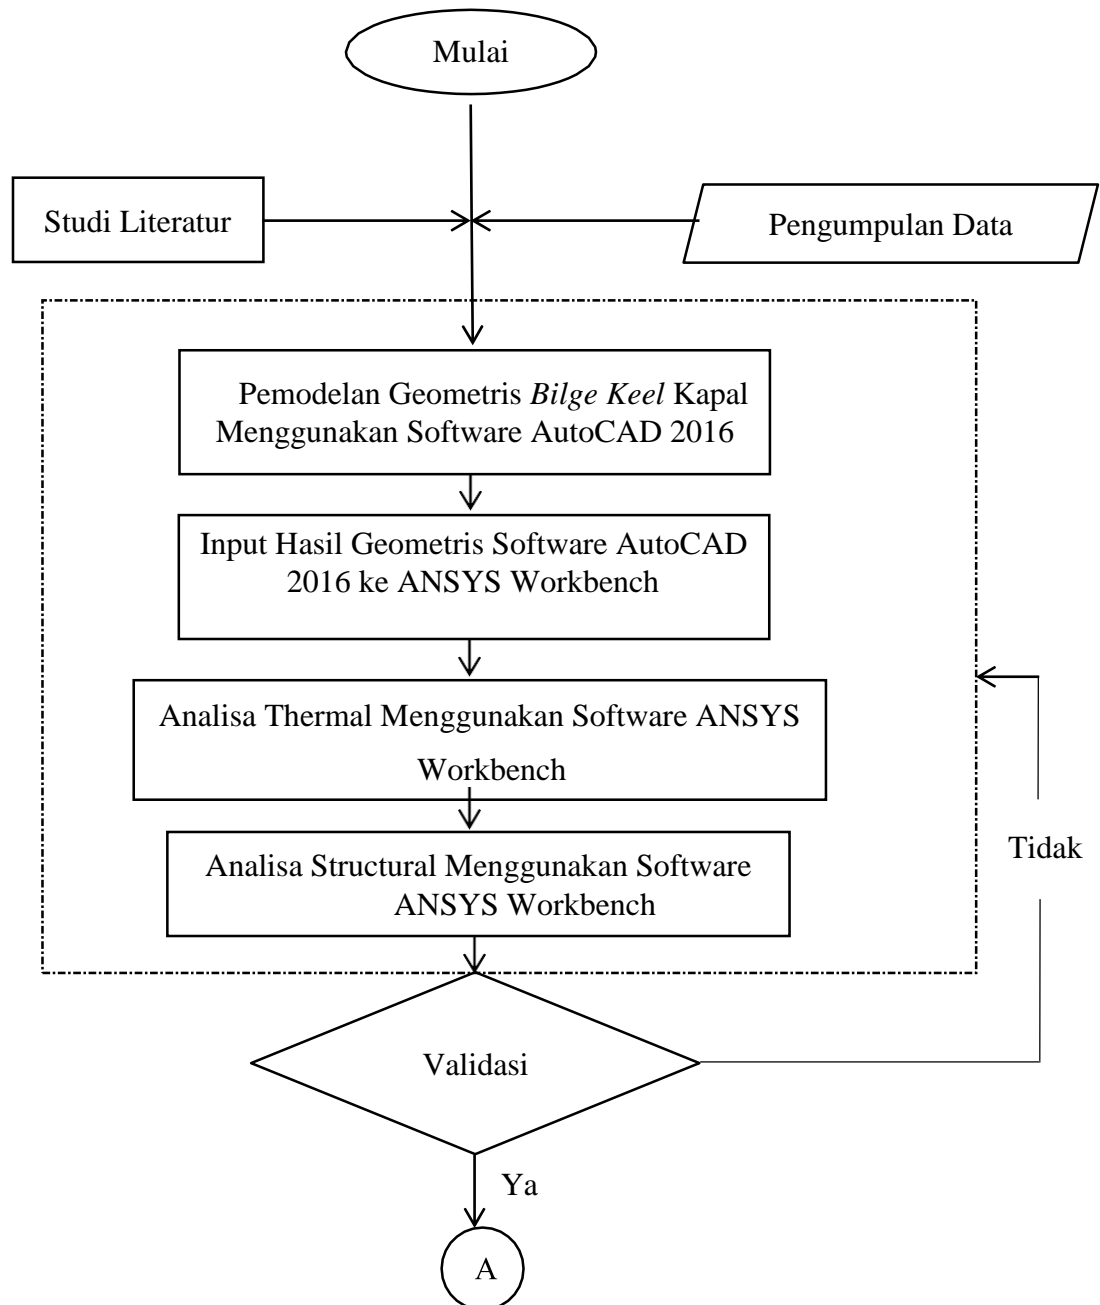 Mulai
Studi Literatur
Pengumpulan Data
Pemodelan Geometris Bilge Keel Kapal
Menggunakan Software AutoCAD 2016
Input Hasil Geometris Software AutoCAD
2016 ke ANSYS Workbench
Analisa Thermal Menggunakan Software ANSYS
Workbench
Analisa Structural Menggunakan Software
ANSYS Workbench
Tidak
Validasi
Ya
A